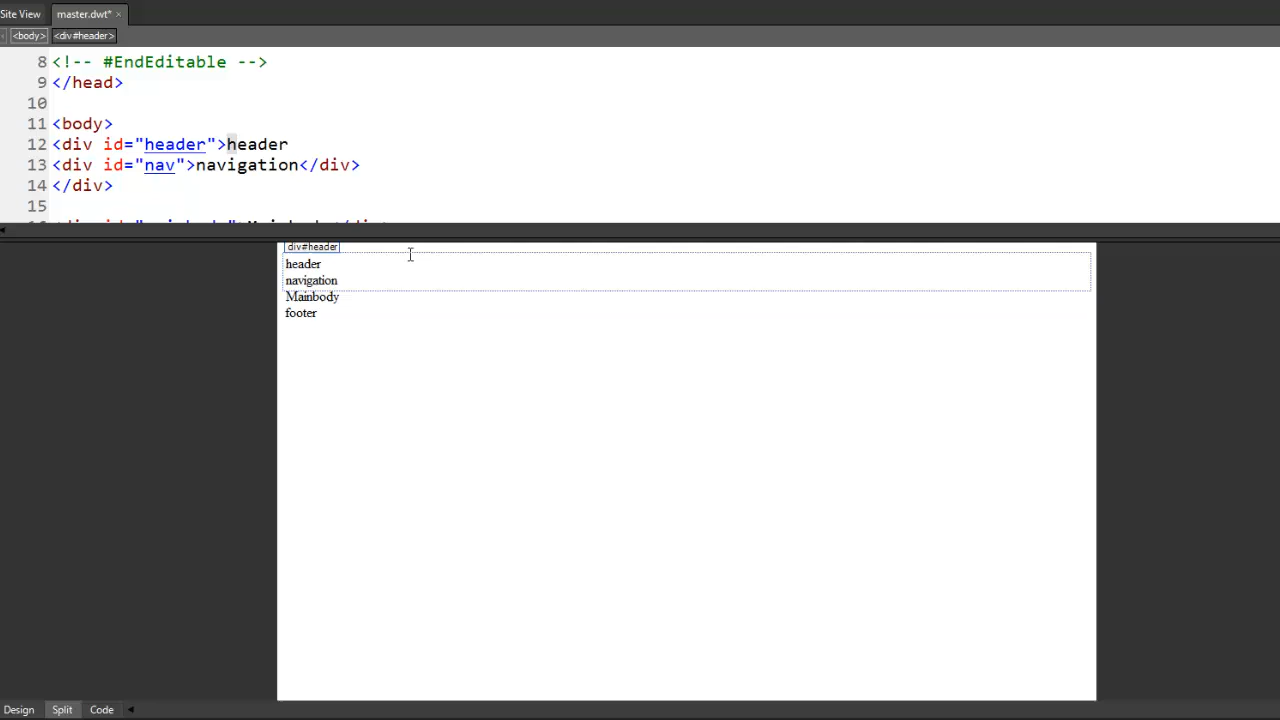 Site View master.dwt* ×
<body> <div#header>
8 <!-- #EndEditable -->
9 </head>
10
11 <body>
12 <div id="header">header
13 <div id="nav">navigation</div>
14 </div>
15
div#header
header
navigation
Mainbody
footer
Design Split Code